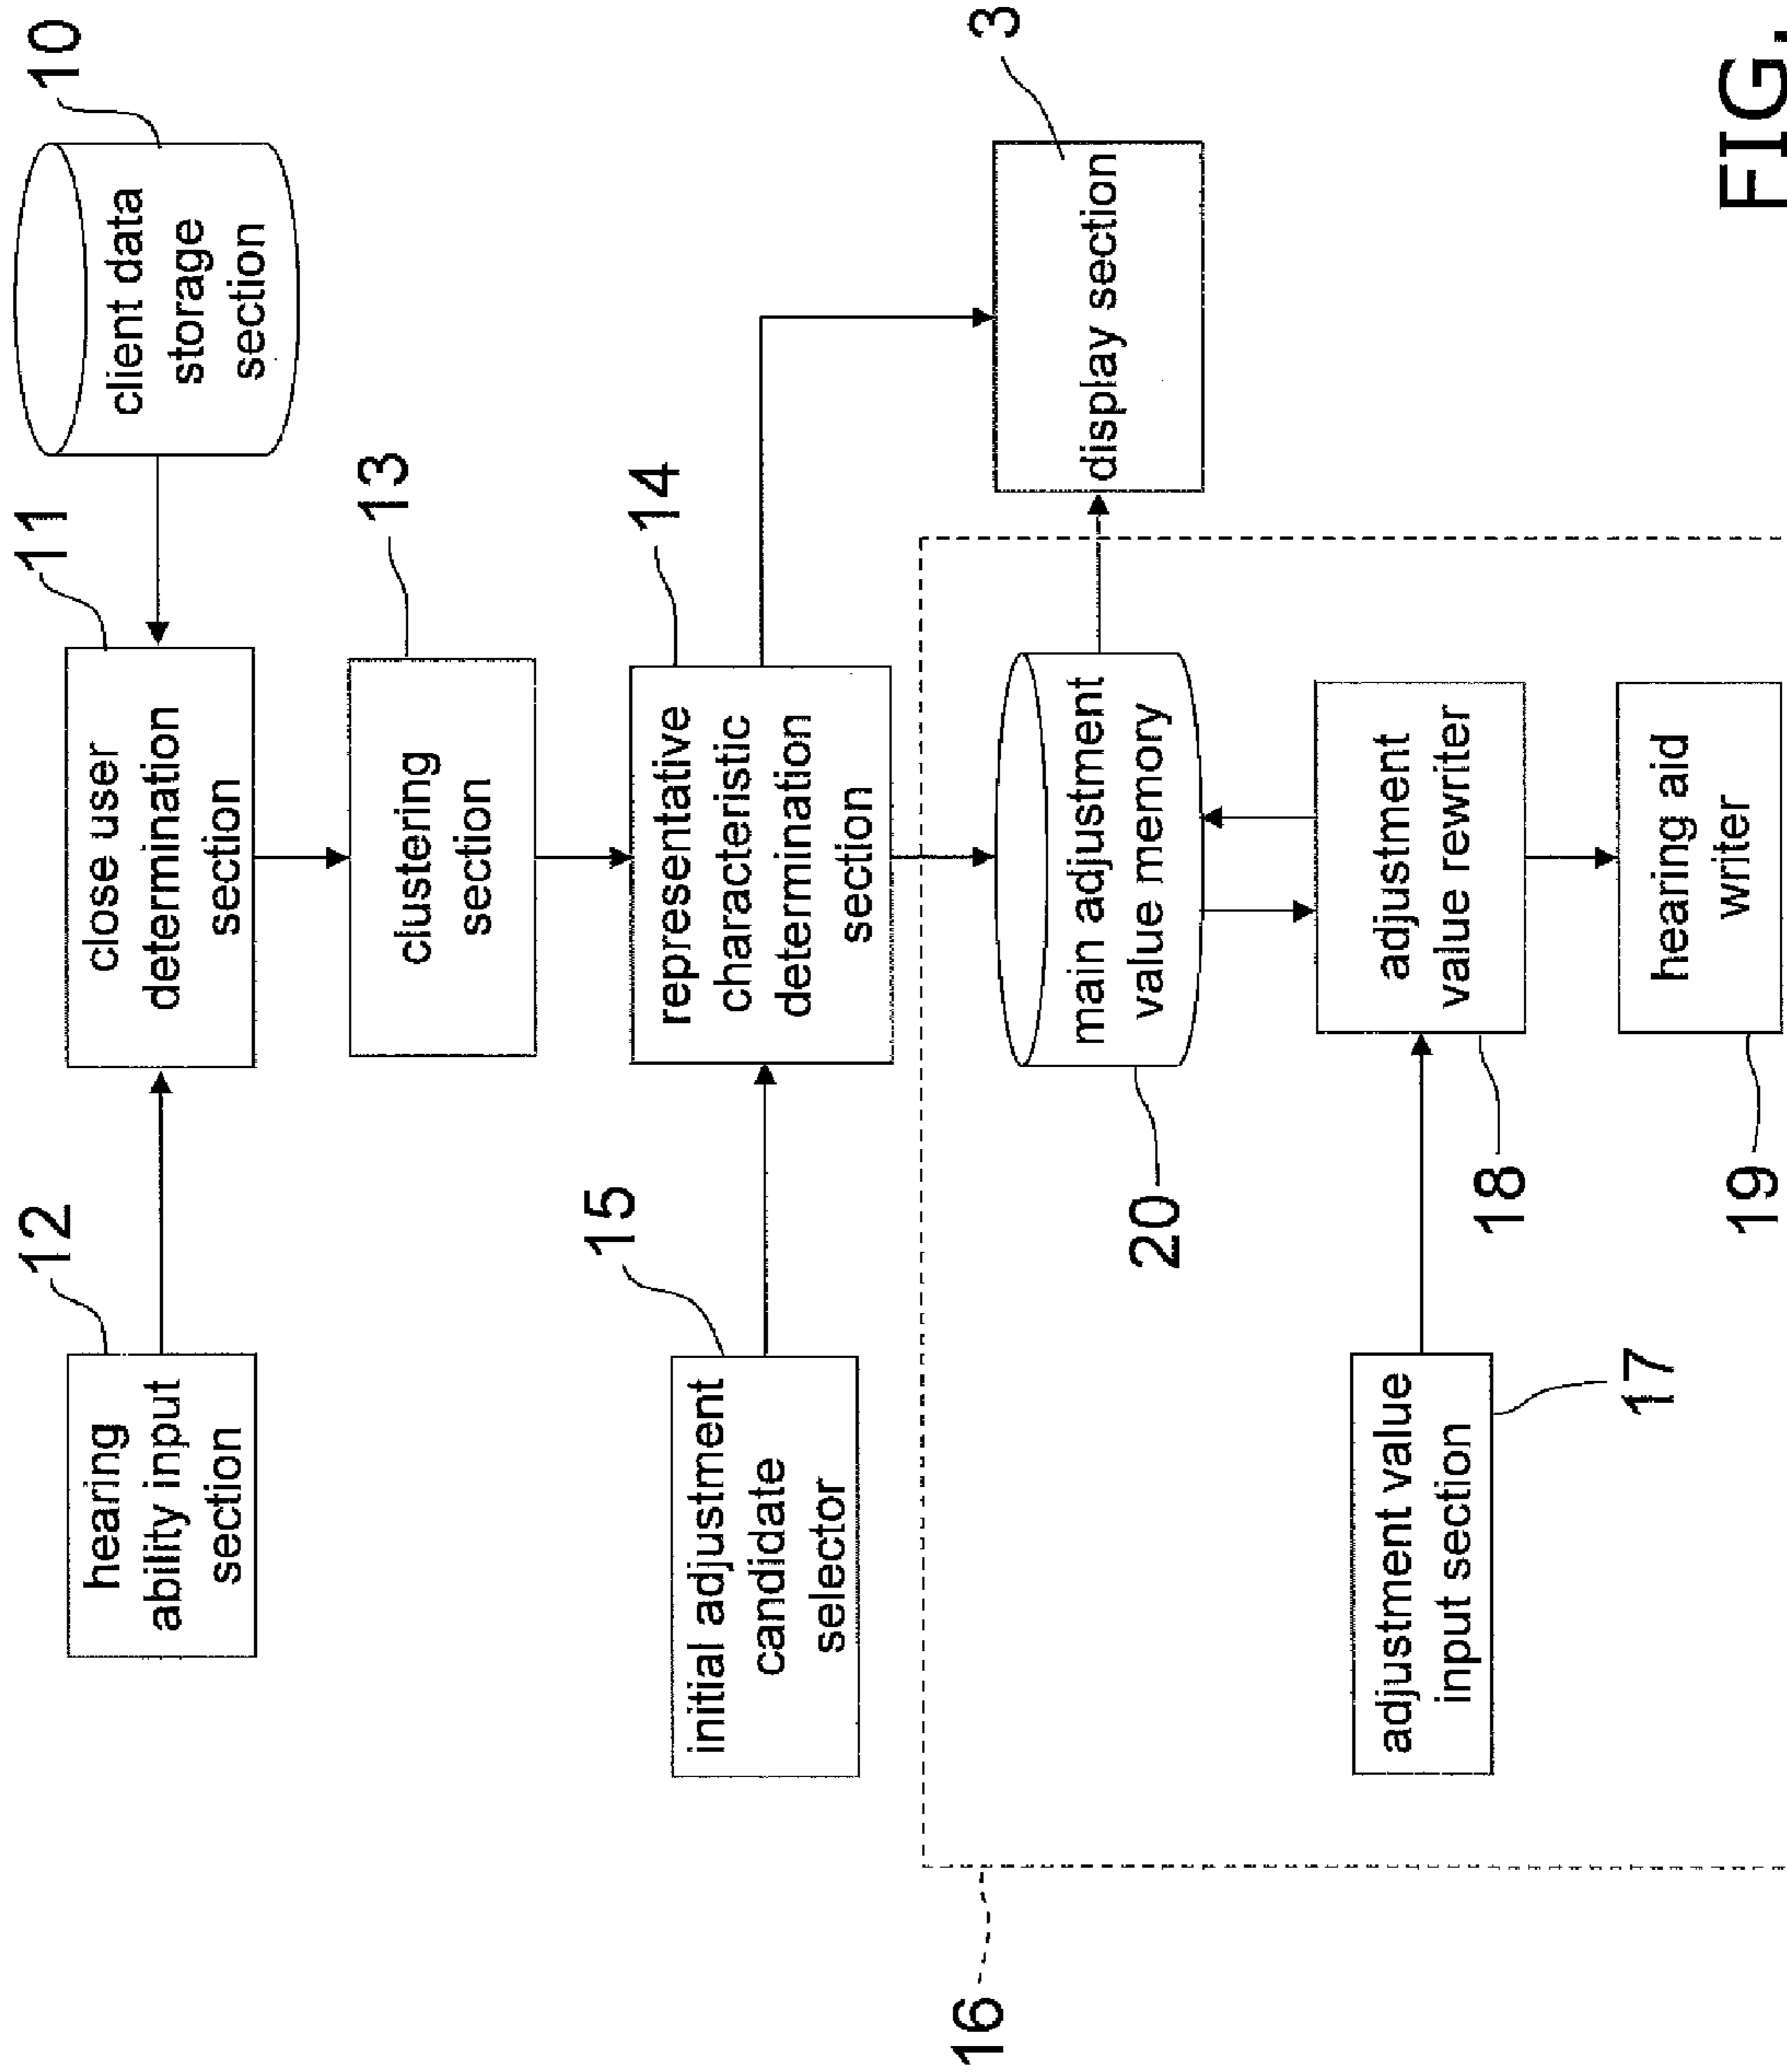 12
hearing
ability input
section
11
close user
determination
section
10
client data
storage
section
13
clustering
section
15
initial adjustment
candidate
selector
14
representative
characteristic
determination
section
3
display section
16
20
main adjustment
value memory
17
adjustment value
input section
18
adjustment
value rewriter
19
hearing aid
writer
FIG.